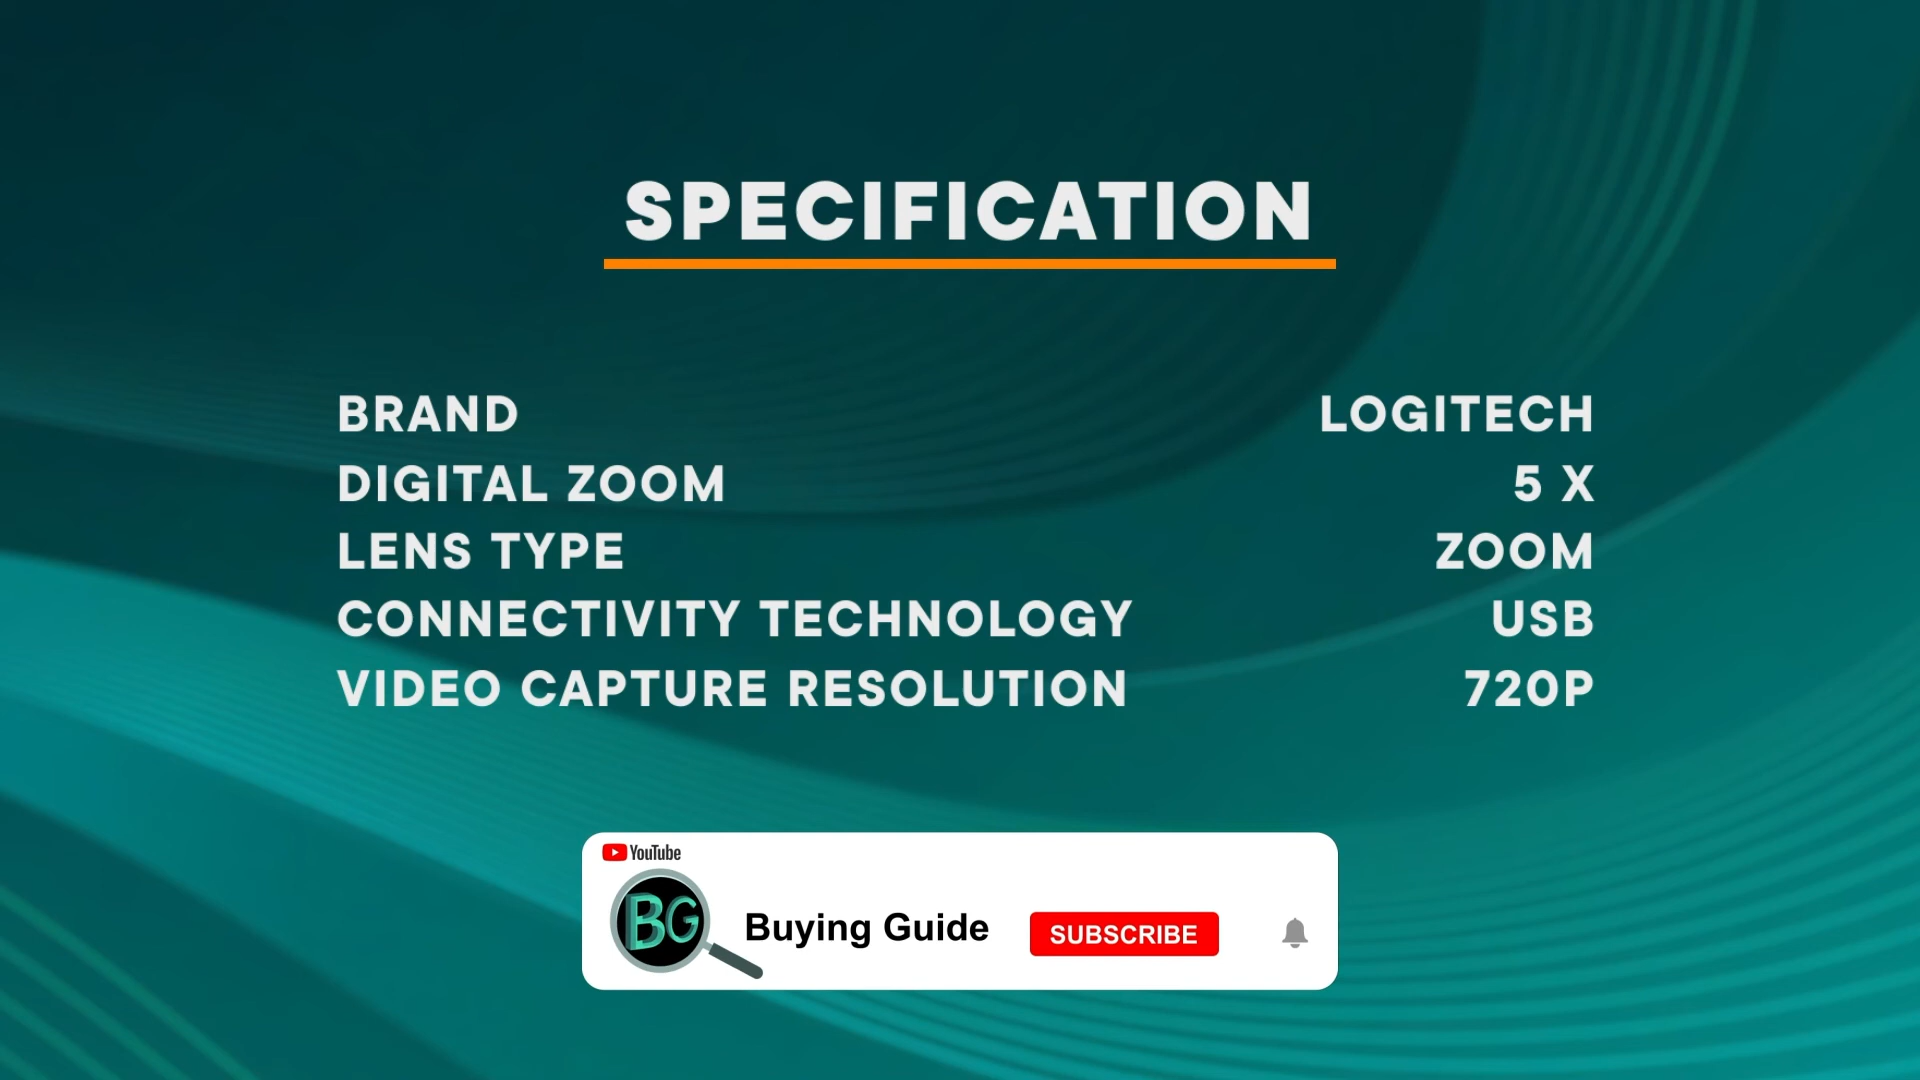 SPECIFICATION
BRAND LOGITECH
DIGITAL ZOOM 5 X
LENS TYPE ZOOM
CONNECTIVITY TECHNOLOGY USB
VIDEO CAPTURE RESOLUTION 720P
YouTube
BG Buying Guide SUBSCRIBE